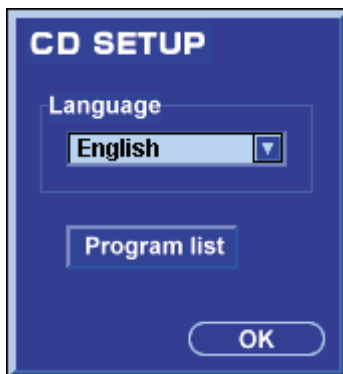 CD SETUP
Language
English
Program list
OK